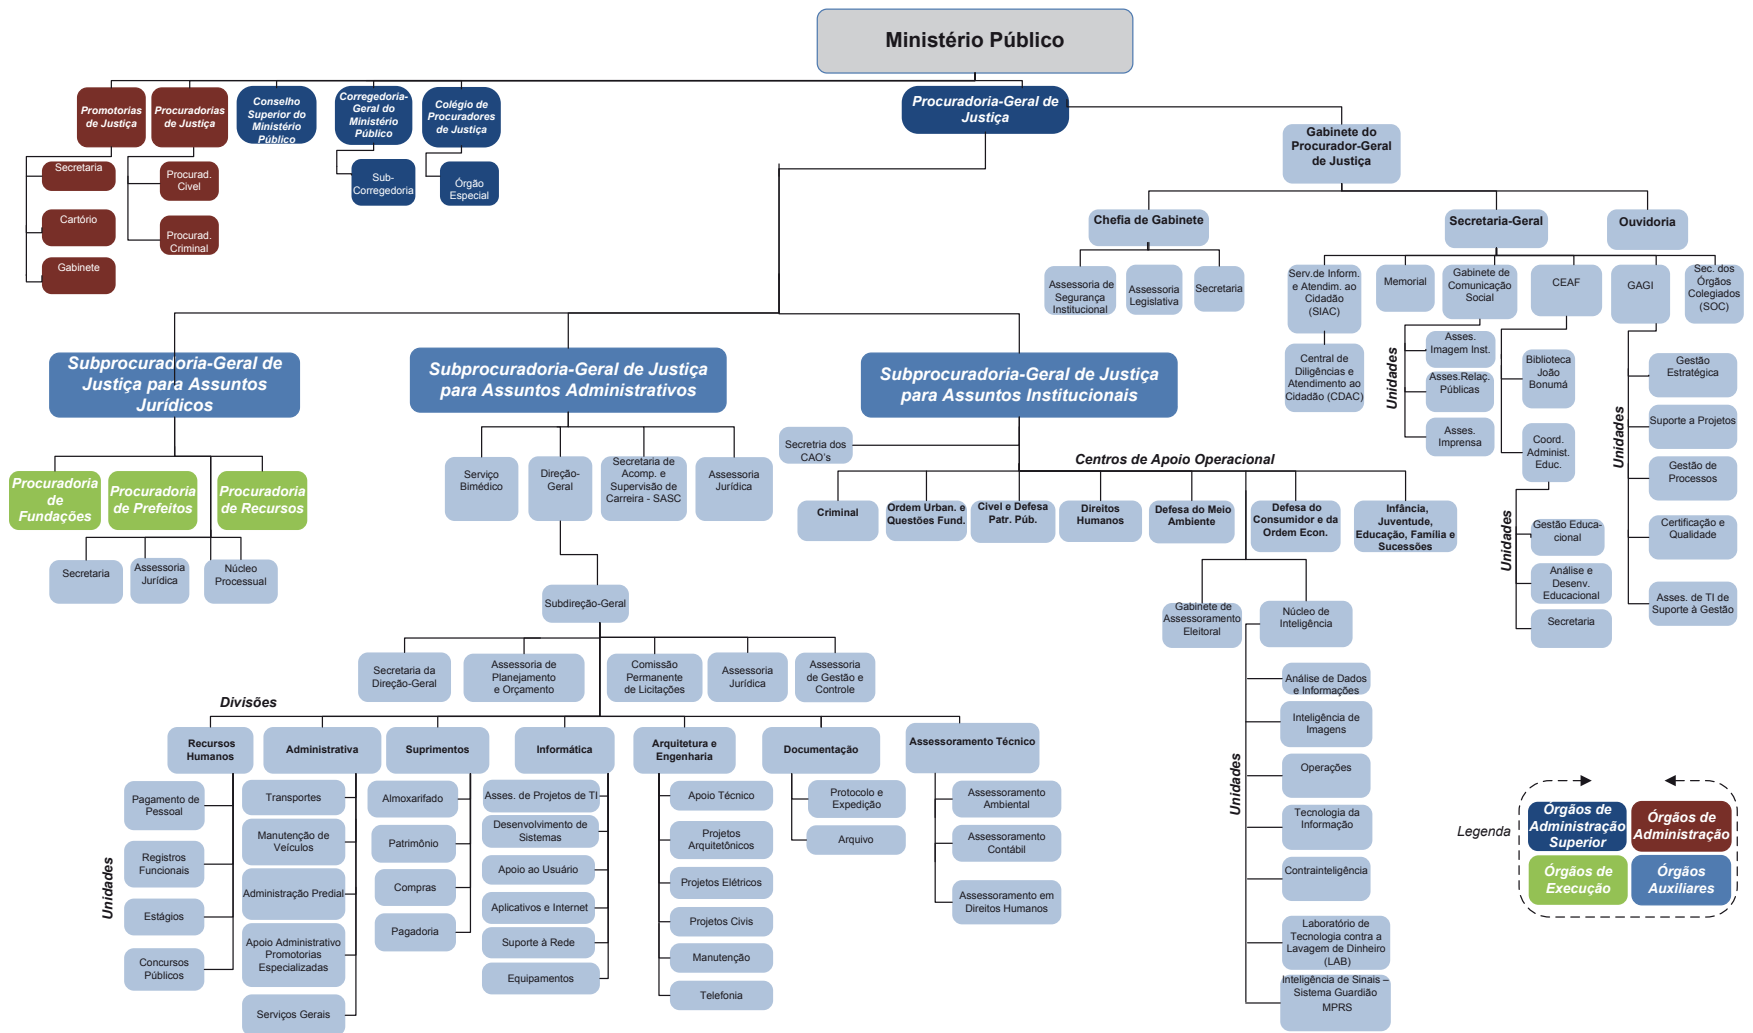 Ministério Público
Promotorias
de Justiça
Procuradorias
de Justiça
Conselho
Superior do
Ministério
Público
Corregedoria-
Geral do
Ministério
Público
Colégio de
Procuradores
de Justiça
Procuradoria-Geral de
Justiça
Gabinete do
Procurador-Geral
de Justiça
Secretaria
Cartório
Gabinete
Procurad.
Civel
Procurad.
Criminal
Sub-
Corregedoria
Órgão
Especial
Chefia de Gabinete
Secretaria-Geral
Ouvidoria
Assessoria de
Segurança
Institucional
Assessoria
Legislativa
Secretaria
Serv.de Inform.
e Atendim. ao
Cidadão
(SIAC)
Memorial
Gabinete de
Comunicação
Social
CEAF
GAGI
Sec. dos
Órgãos
Colegiados
(SOC)
Central de
Diligências e
Atendimento ao
Cidadão (CDAC)
Unidades
Asses.
Imagem Inst.
Asses.Relaç.
Públicas
Asses.
Imprensa
Biblioteca
João
Bonumá
Coord.
Administ.
Educ.
Unidades
Gestão Educa-
cional
Análise e
Desenv.
Educacional
Secretaria
Unidades
Gestão
Estratégica
Suporte a Projetos
Gestão de
Processos
Certificação e
Qualidade
Asses. de TI de
Suporte à Gestão
Subprocuradoria-Geral de
Justiça para Assuntos
Jurídicos
Subprocuradoria-Geral de Justiça
para Assuntos Administrativos
Subprocuradoria-Geral de Justiça
para Assuntos Institucionais
Procuradoria
de
Fundações
Procuradoria
de Prefeitos
Procuradoria
de Recursos
Secretaria
Assessoria
Jurídica
Núcleo
Processual
Serviço
Bimédico
Direção-
Geral
Secretaria de
Acomp. e
Supervisão de
Carreira - SASC
Assessoria
Jurídica
Secretria dos
CAO's
Centros de Apoio Operacional
Criminal
Ordem Urban. e
Questões Fund.
Civel e Defesa
Patr. Púb.
Direitos
Humanos
Defesa do Meio
Ambiente
Defesa do
Consumidor e da
Ordem Econ.
Infância,
Juventude,
Educação, Família e
Sucessões
Subdireção-Geral
Gabinete de
Assessoramento
Eleitoral
Núcleo de
Inteligência
Secretaria da
Direção-Geral
Assessoria de
Planejamento
e Orçamento
Comissão
Permanente
de Licitações
Assessoria
Jurídica
Assessoria
de Gestão e
Controle
Divisões
Recursos
Humanos
Administrativa
Suprimentos
Informática
Arquitetura e
Engenharia
Documentação
Assessoramento Técnico
Unidades
Pagamento de
Pessoal
Registros
Funcionais
Estágios
Concursos
Públicos
Transportes
Manutenção de
Veículos
Administração Predial
Apoio Administrativo
Promotorias
Especializadas
Serviços Gerais
Almoxarifado
Patrimônio
Compras
Pagadoria
Asses. de Projetos de TI
Desenvolvimento de
Sistemas
Apoio ao Usuário
Aplicativos e Internet
Suporte à Rede
Equipamentos
Apoio Técnico
Projetos
Arquitetônicos
Projetos Elétricos
Projetos Civis
Manutenção
Telefonia
Protocolo e
Expedição
Arquivo
Assessoramento
Ambiental
Assessoramento
Contábil
Assessoramento em
Direitos Humanos
Unidades
Análise de Dados
e Informações
Inteligência de
Imagens
Operações
Tecnologia da
Informação
Contrainteligência
Laboratório de
Tecnologia contra a
Lavagem de Dinheiro
(LAB)
Inteligência de Sinais –
Sistema Guardião
MPRS
Legenda
Órgãos de
Administração
Superior
Órgãos de
Administração
Órgãos de
Execução
Órgãos
Auxiliares